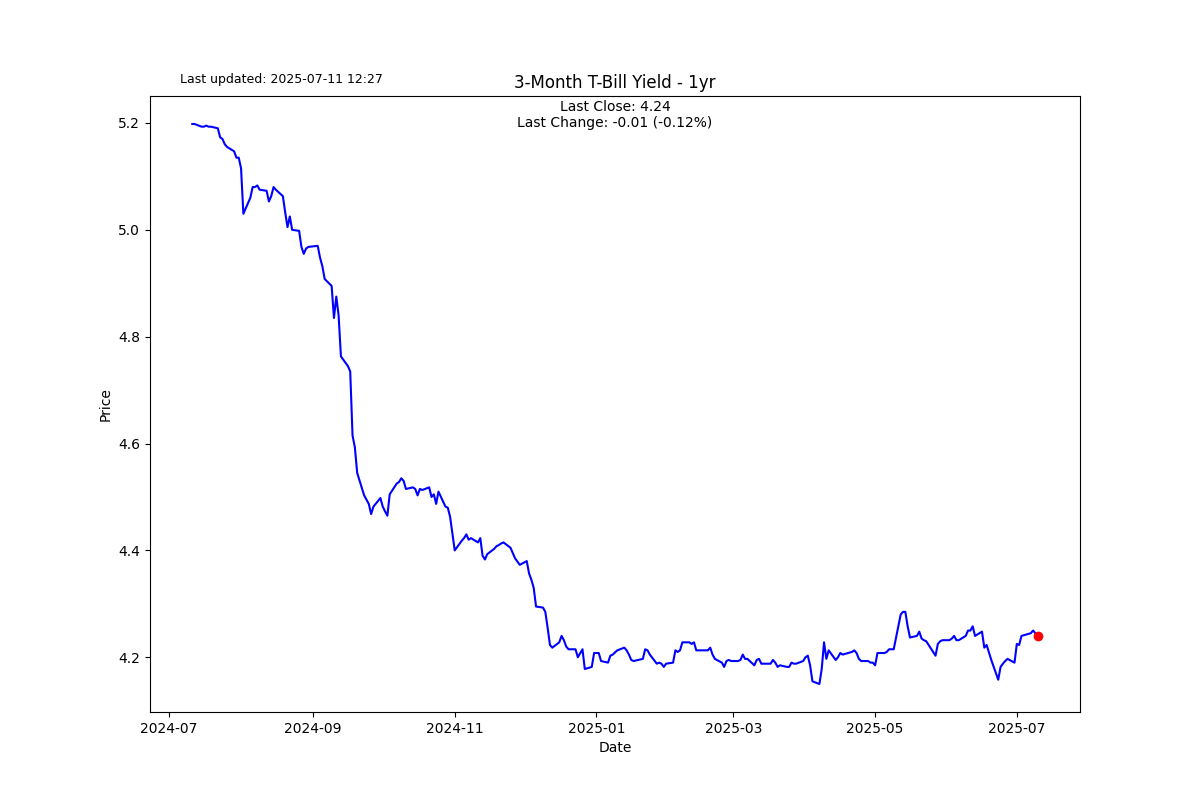 Last updated: 2025-07-11 12:27
3-Month T-Bill Yield - 1yr
Last Close: 4.24
Last Change: -0.01 (-0.12%)
5.2
5.0
4.8
4.6
4.4
4.2
Price
2024-07
2024-09
2024-11
2025-01
2025-03
2025-05
2025-07
Date